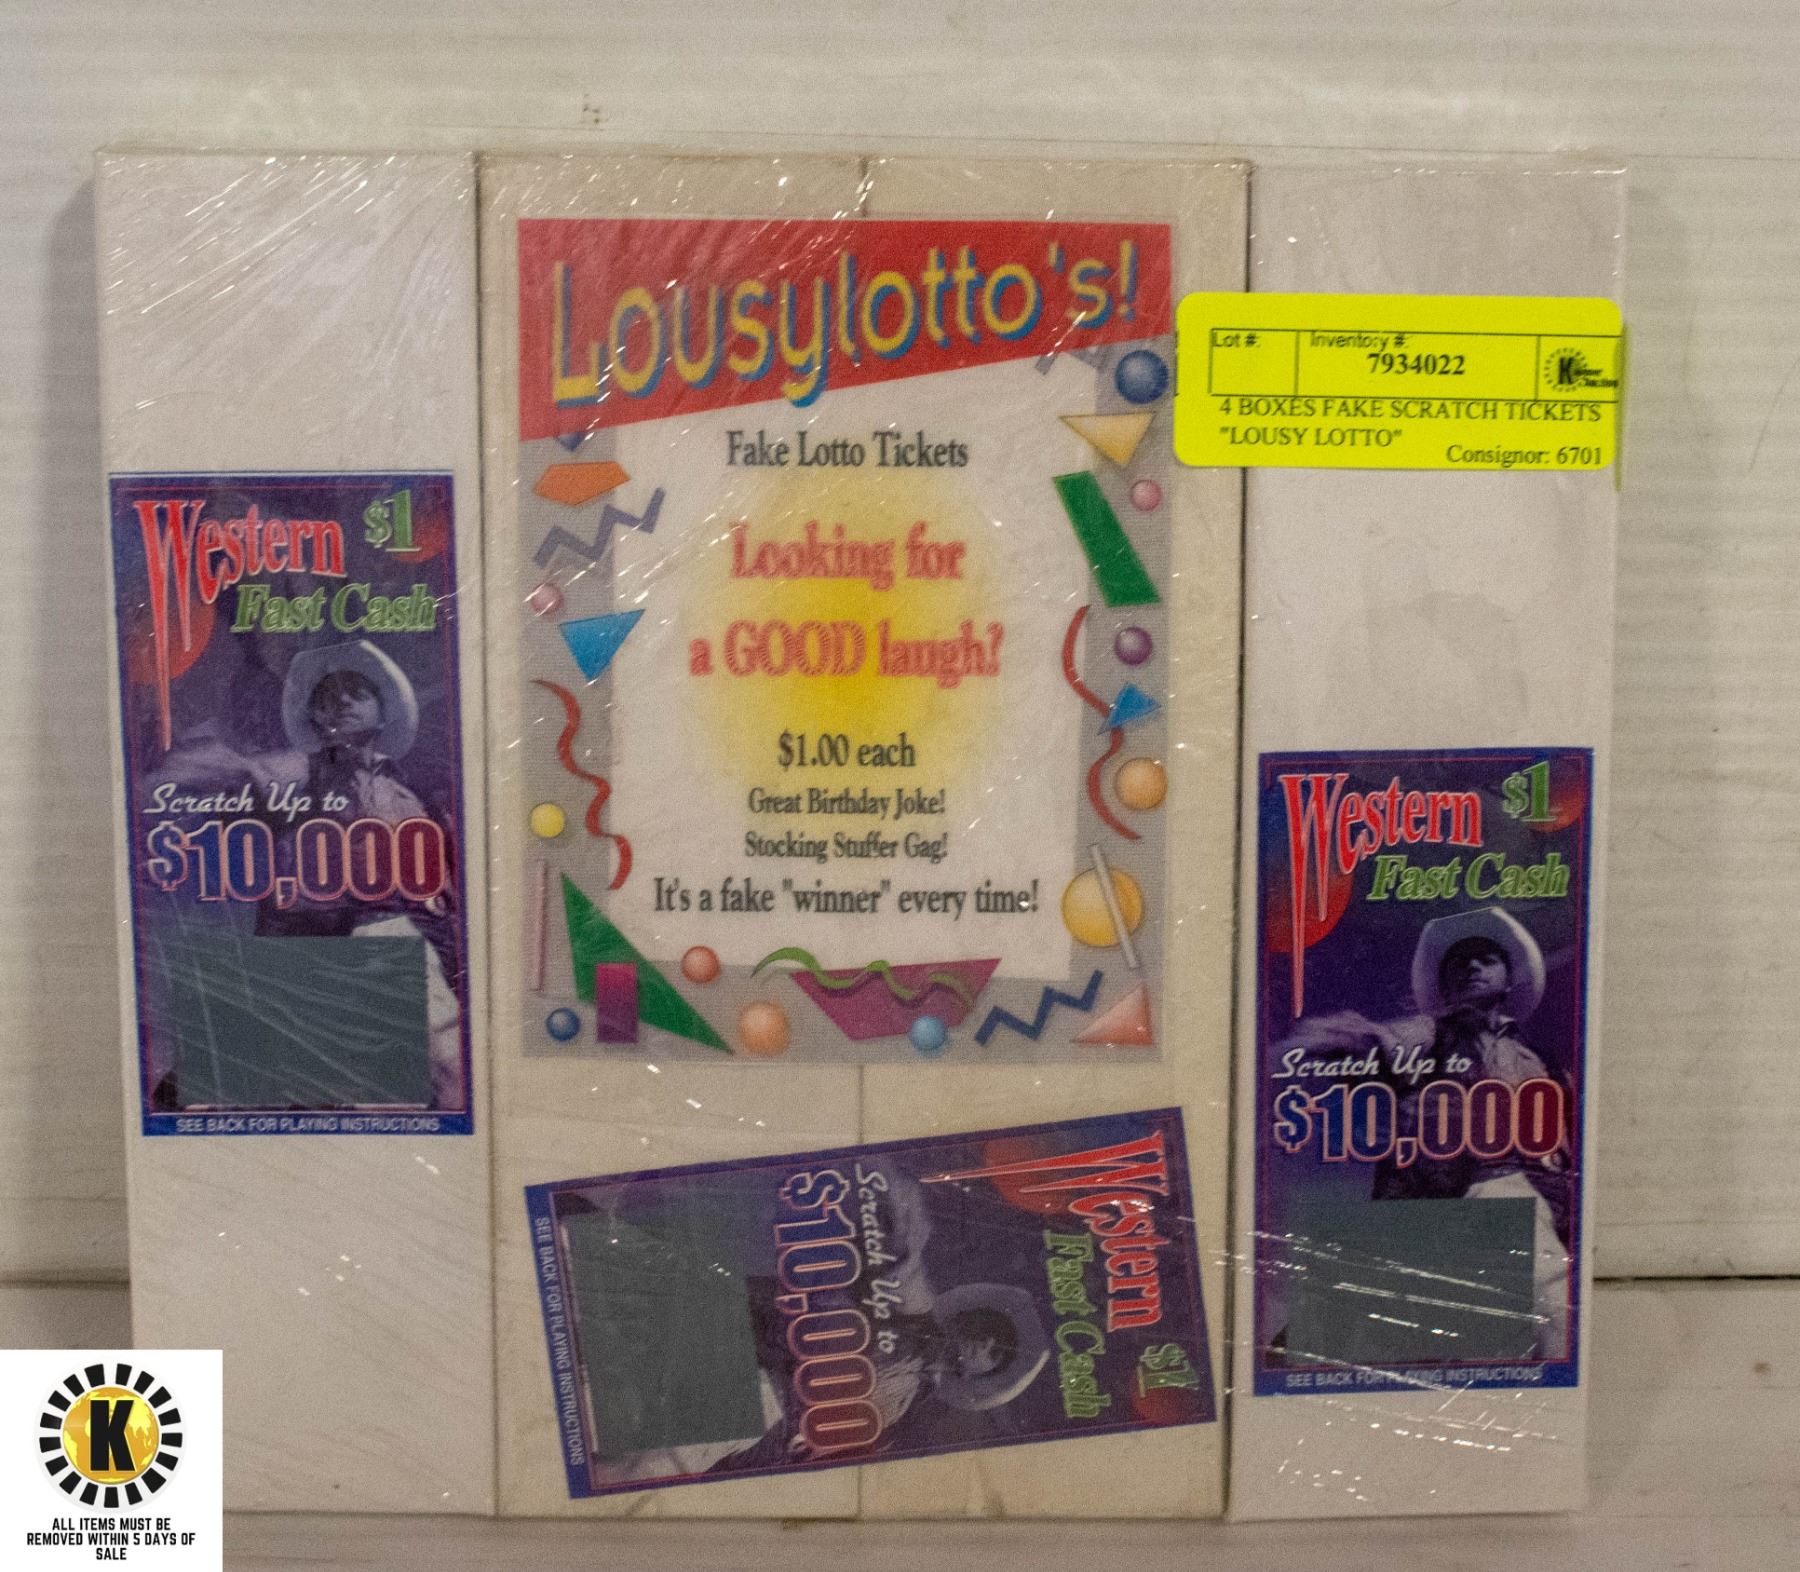 Lousylotto's!
Fake Lotto Tickets
Looking for
a GOOD laugh?
$1.00 each
Great Birthday Joke!
Stocking Stuffer Gag!
It's a fake "winner" every time!
Lot #:
Inventory #:
7934022
K
4 BOXES FAKE SCRATCH TICKETS
"LOUSY LOTTO"
Consignor: 6701
Western $1
Fast Cash
Scratch Up to
$10,000
SEE BACK FOR PLAYING INSTRUCTIONS
Western $1
Fast Cash
Scratch Up to
$10,000
SEE BACK FOR PLAYING INSTRUCTIONS
Western $1
Fast Cash
Scratch Up to
$10,000
SEE BACK FOR PLAYING INSTRUCTIONS
K
ALL ITEMS MUST BE
REMOVED WITHIN 5 DAYS OF
SALE